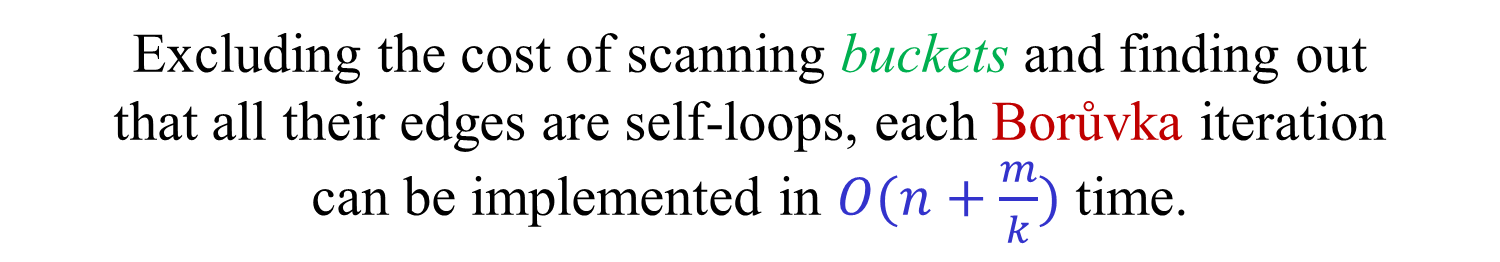 Excluding the cost of scanning buckets and finding out
that all their edges are self-loops, each Borůvka iteration
can be implemented in $O(n + \frac{m}{k})$ time.